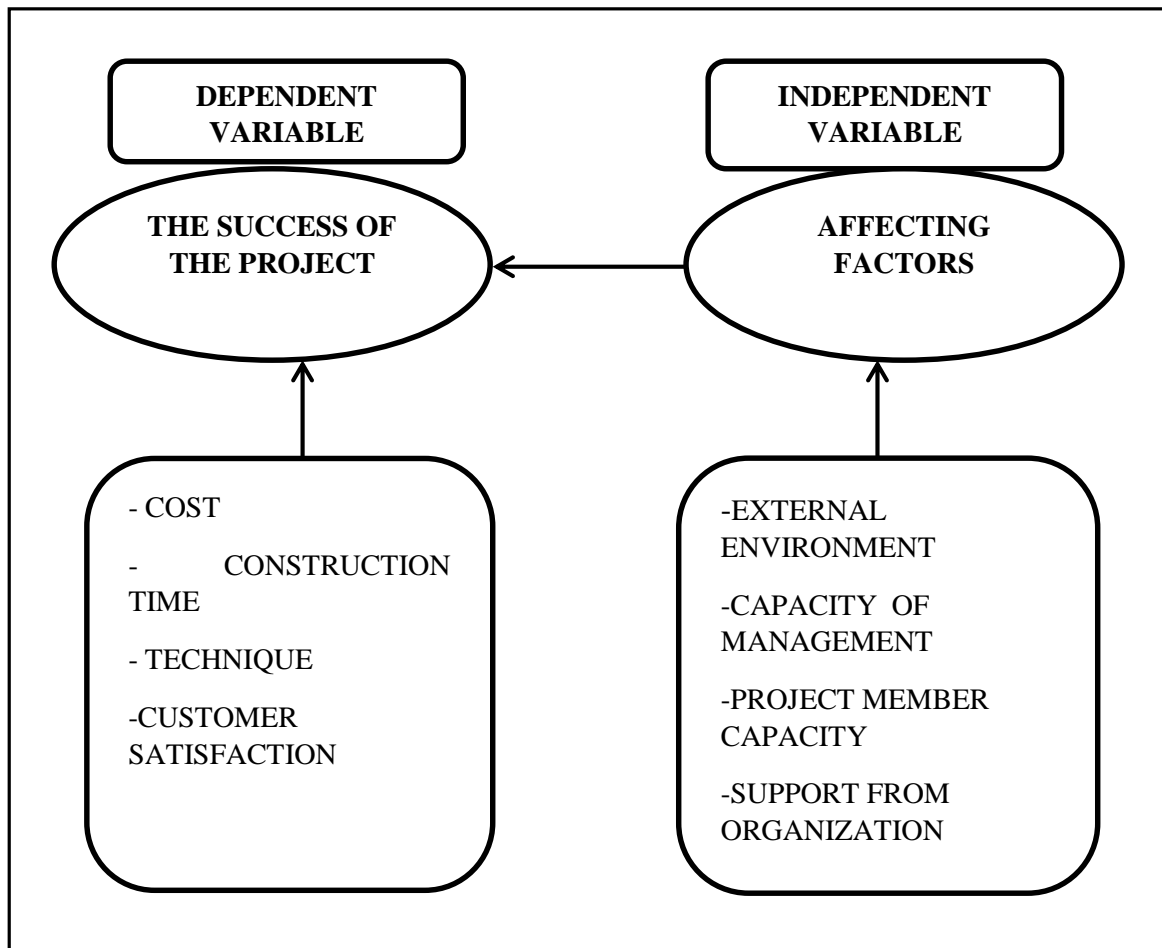 DEPENDENT
VARIABLE
INDEPENDENT
VARIABLE
THE SUCCESS OF
THE PROJECT
AFFECTING
FACTORS
- COST
- CONSTRUCTION
TIME
- TECHNIQUE
-CUSTOMER
SATISFACTION
-EXTERNAL
ENVIRONMENT
-CAPACITY OF
MANAGEMENT
-PROJECT MEMBER
CAPACITY
-SUPPORT FROM
ORGANIZATION